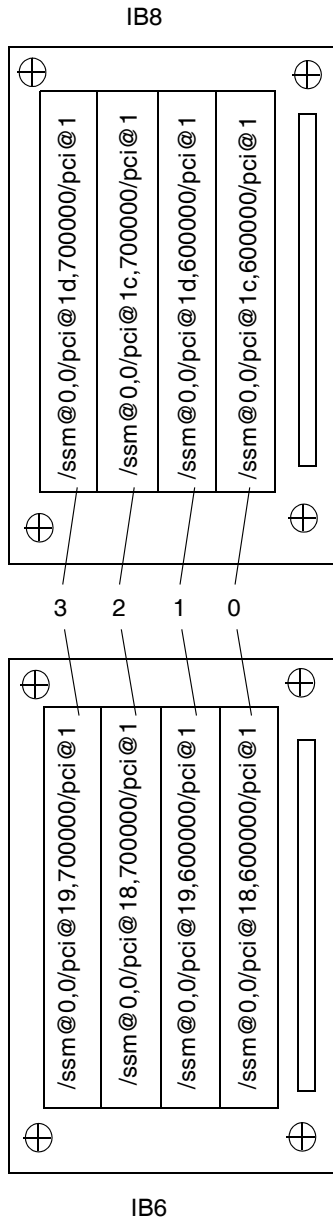 IB8
/ssm@0,0/pci@1d,700000/pci@1
/ssm@0,0/pci@1c,700000/pci@1
/ssm@0,0/pci@1d,600000/pci@1
/ssm@0,0/pci@1c,600000/pci@1
3 2 1 0
/ssm@0,0/pci@19,700000/pci@1
/ssm@0,0/pci@18,700000/pci@1
/ssm@0,0/pci@19,600000/pci@1
/ssm@0,0/pci@18,600000/pci@1
IB6